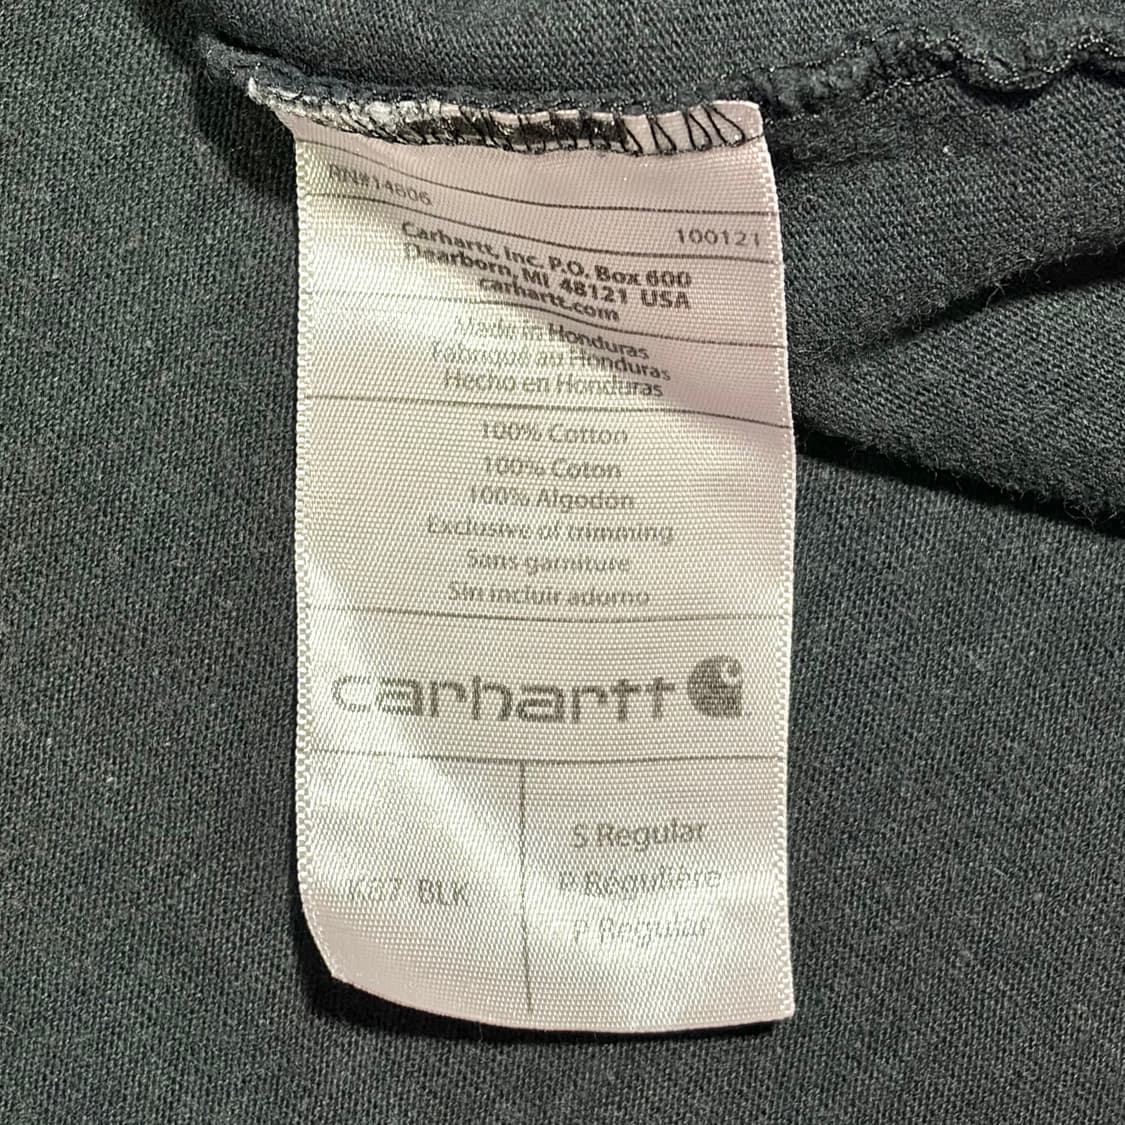 RN#14806
100121
Carhartt, Inc. P.O. Box 600
Dearborn, MI 48121 USA
carhartt.com
Made in Honduras
Fabriqué au Honduras
Hecho en Honduras
100% Cotton
100% Coton
100% Algodón
Exclusive of trimming
Sans garniture
Sin incluir adorno
carhartt
K87 BLK
S Regular
P Régulière
P Regular